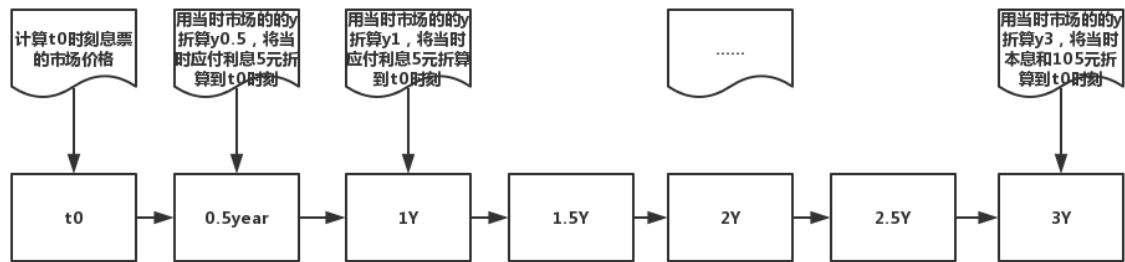 计算t0时刻息票
的市场价格
用当时市场的的y
折算y0.5，将当
时应付利息5元折
算到t0时刻
用当时市场的的y
折算y1，将当时
应付利息5元折算
到t0时刻
……
用当时市场的的y
折算y3，将当时
本息和105元折
算到t0时刻
t0
0.5year
1Y
1.5Y
2Y
2.5Y
3Y